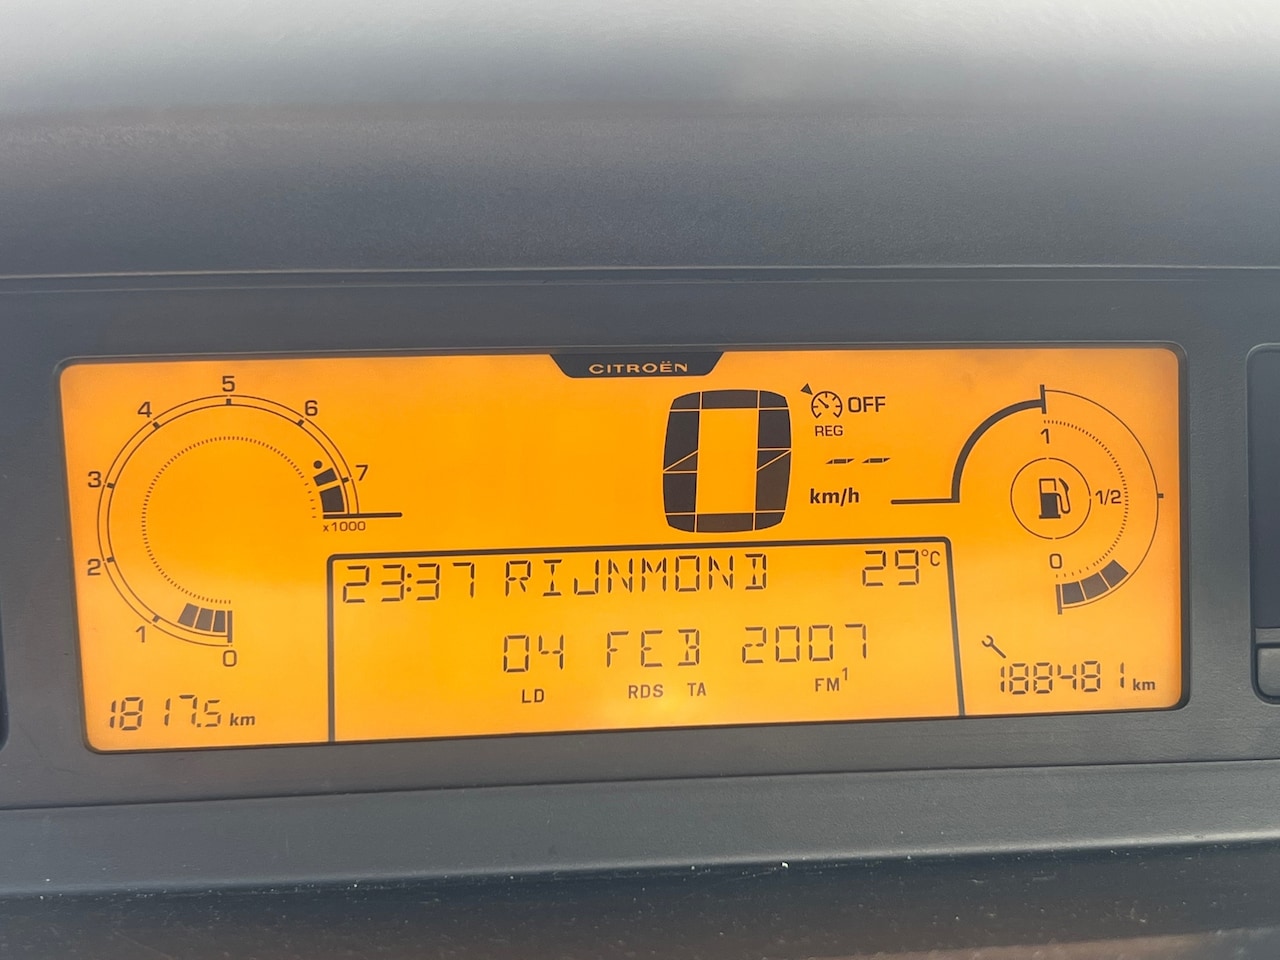 CITROËN
5
4
6
3
7
x1000
2
1
0
1817.5 km
0
OFF
REG
-- --
km/h
1
1/2
0
23:37 RIJNMOND 29°C
04 FEB 2007
LD RDS TA FM1
188481 km